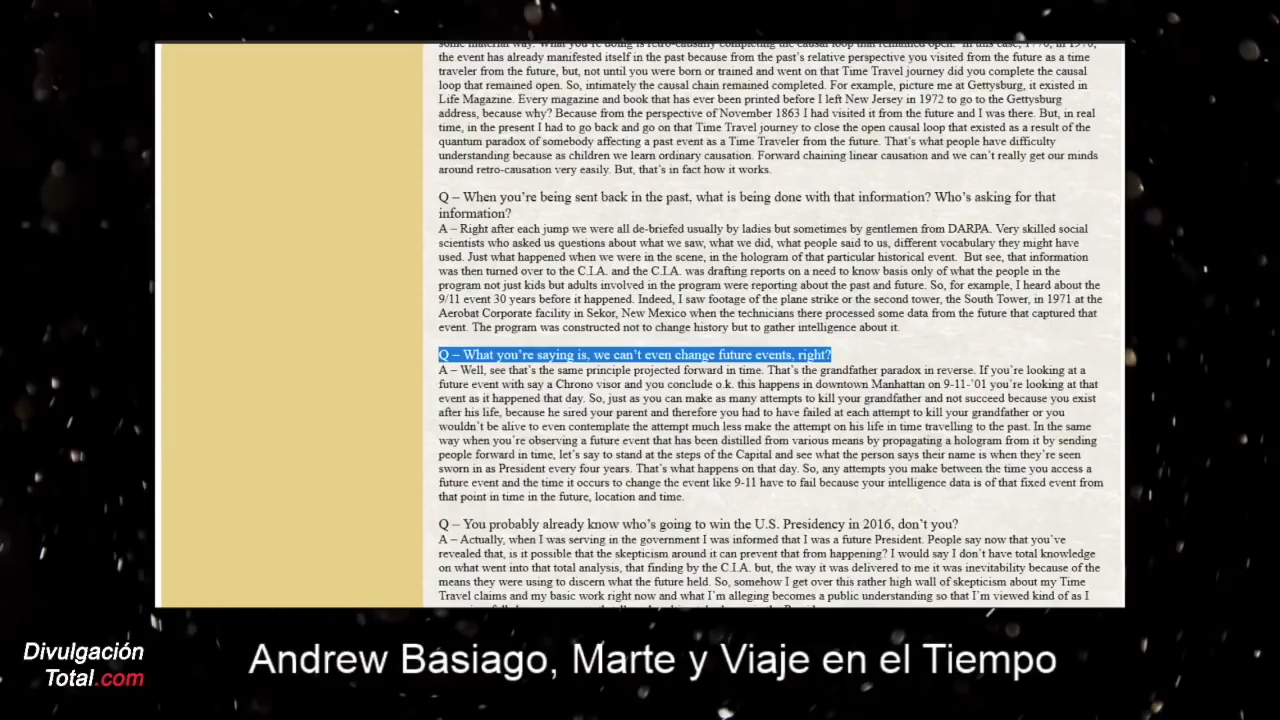 some material way. What you're doing is retro-causally completing the causal loop that remained open. In this case, 1776, in 1970,
the event has already manifested itself in the past because from the past's relative perspective you visited from the future as a time
traveler from the future, but, not until you were born or trained and went on that Time Travel journey did you complete the causal
loop that remained open. So, intimately the causal chain remained completed. For example, picture me at Gettysburg, it existed in
Life Magazine. Every magazine and book that has ever been printed before I left New Jersey in 1972 to go to the Gettysburg
address, because why? Because from the perspective of November 1863 I had visited it from the future and I was there. But, in real
time, in the present I had to go back and go on that Time Travel journey to close the open causal loop that existed as a result of the
quantum paradox of somebody affecting a past event as a Time Traveler from the future. That's what people have difficulty
understanding because as children we learn ordinary causation. Forward chaining linear causation and we can't really get our minds
around retro-causation very easily. But, that's in fact how it works.
Q – When you're being sent back in the past, what is being done with that information? Who's asking for that
information?
A – Right after each jump we were all de-briefed usually by ladies but sometimes by gentlemen from DARPA. Very skilled social
scientists who asked us questions about what we saw, what we did, what people said to us, different vocabulary they might have
used. Just what happened when we were in the scene, in the hologram of that particular historical event.  But see, that information
was then turned over to the C.I.A. and the C.I.A. was drafting reports on a need to know basis only of what the people in the
program not just kids but adults involved in the program were reporting about the past and future. So, for example, I heard about the
9/11 event 30 years before it happened. Indeed, I saw footage of the plane strike or the second tower, the South Tower, in 1971 at the
Aerobat Corporate facility in Sekor, New Mexico when the technicians there processed some data from the future that captured that
event. The program was constructed not to change history but to gather intelligence about it.
Q – What you're saying is, we can't even change future events, right?
A – Well, see that's the same principle projected forward in time. That's the grandfather paradox in reverse. If you're looking at a
future event with say a Chrono visor and you conclude o.k. this happens in downtown Manhattan on 9-11-'01 you're looking at that
event as it happened that day. So, just as you can make as many attempts to kill your grandfather and not succeed because you exist
after his life, because he sired your parent and therefore you had to have failed at each attempt to kill your grandfather or you
wouldn't be alive to even contemplate the attempt much less make the attempt on his life in time travelling to the past. In the same
way when you're observing a future event that has been distilled from various means by propagating a hologram from it by sending
people forward in time, let's say to stand at the steps of the Capital and see what the person says their name is when they're seen
sworn in as President every four years. That's what happens on that day. So, any attempts you make between the time you access a
future event and the time it occurs to change the event like 9-11 have to fail because your intelligence data is of that fixed event from
that point in time in the future, location and time.
Q – You probably already know who's going to win the U.S. Presidency in 2016, don't you?
A – Actually, when I was serving in the government I was informed that I was a future President. People say now that you've
revealed that, is it possible that the skepticism around it can prevent that from happening? I would say I don't have total knowledge
on what went into that total analysis, that finding by the C.I.A. but, the way it was delivered to me it was inevitability because of the
means they were using to discern what the future held. So, somehow I get over this rather high wall of skepticism about my Time
Travel claims and my basic work right now and what I'm alleging becomes a public understanding so that I'm viewed kind of as I
Divulgación
Total.com
Andrew Basiago, Marte y Viaje en el Tiempo